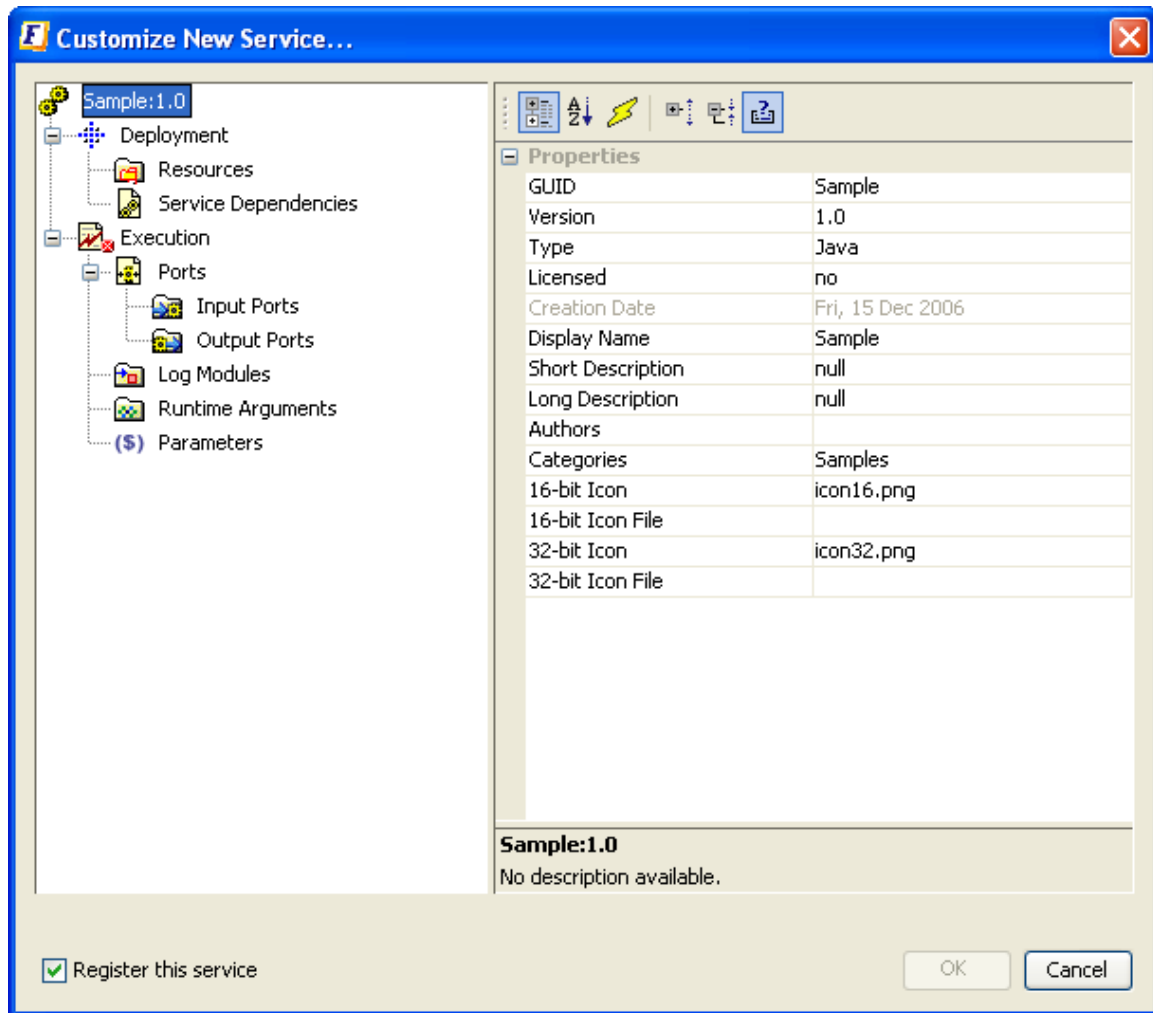 Customize New Service...
Sample:1.0
Deployment
Resources
Service Dependencies
Execution
Ports
Input Ports
Output Ports
Log Modules
Runtime Arguments
($) Parameters
Properties
GUID Sample
Version 1.0
Type Java
Licensed no
Creation Date Fri, 15 Dec 2006
Display Name Sample
Short Description null
Long Description null
Authors
Categories Samples
16-bit Icon icon16.png
16-bit Icon File
32-bit Icon icon32.png
32-bit Icon File
Sample:1.0
No description available.
Register this service
OK Cancel